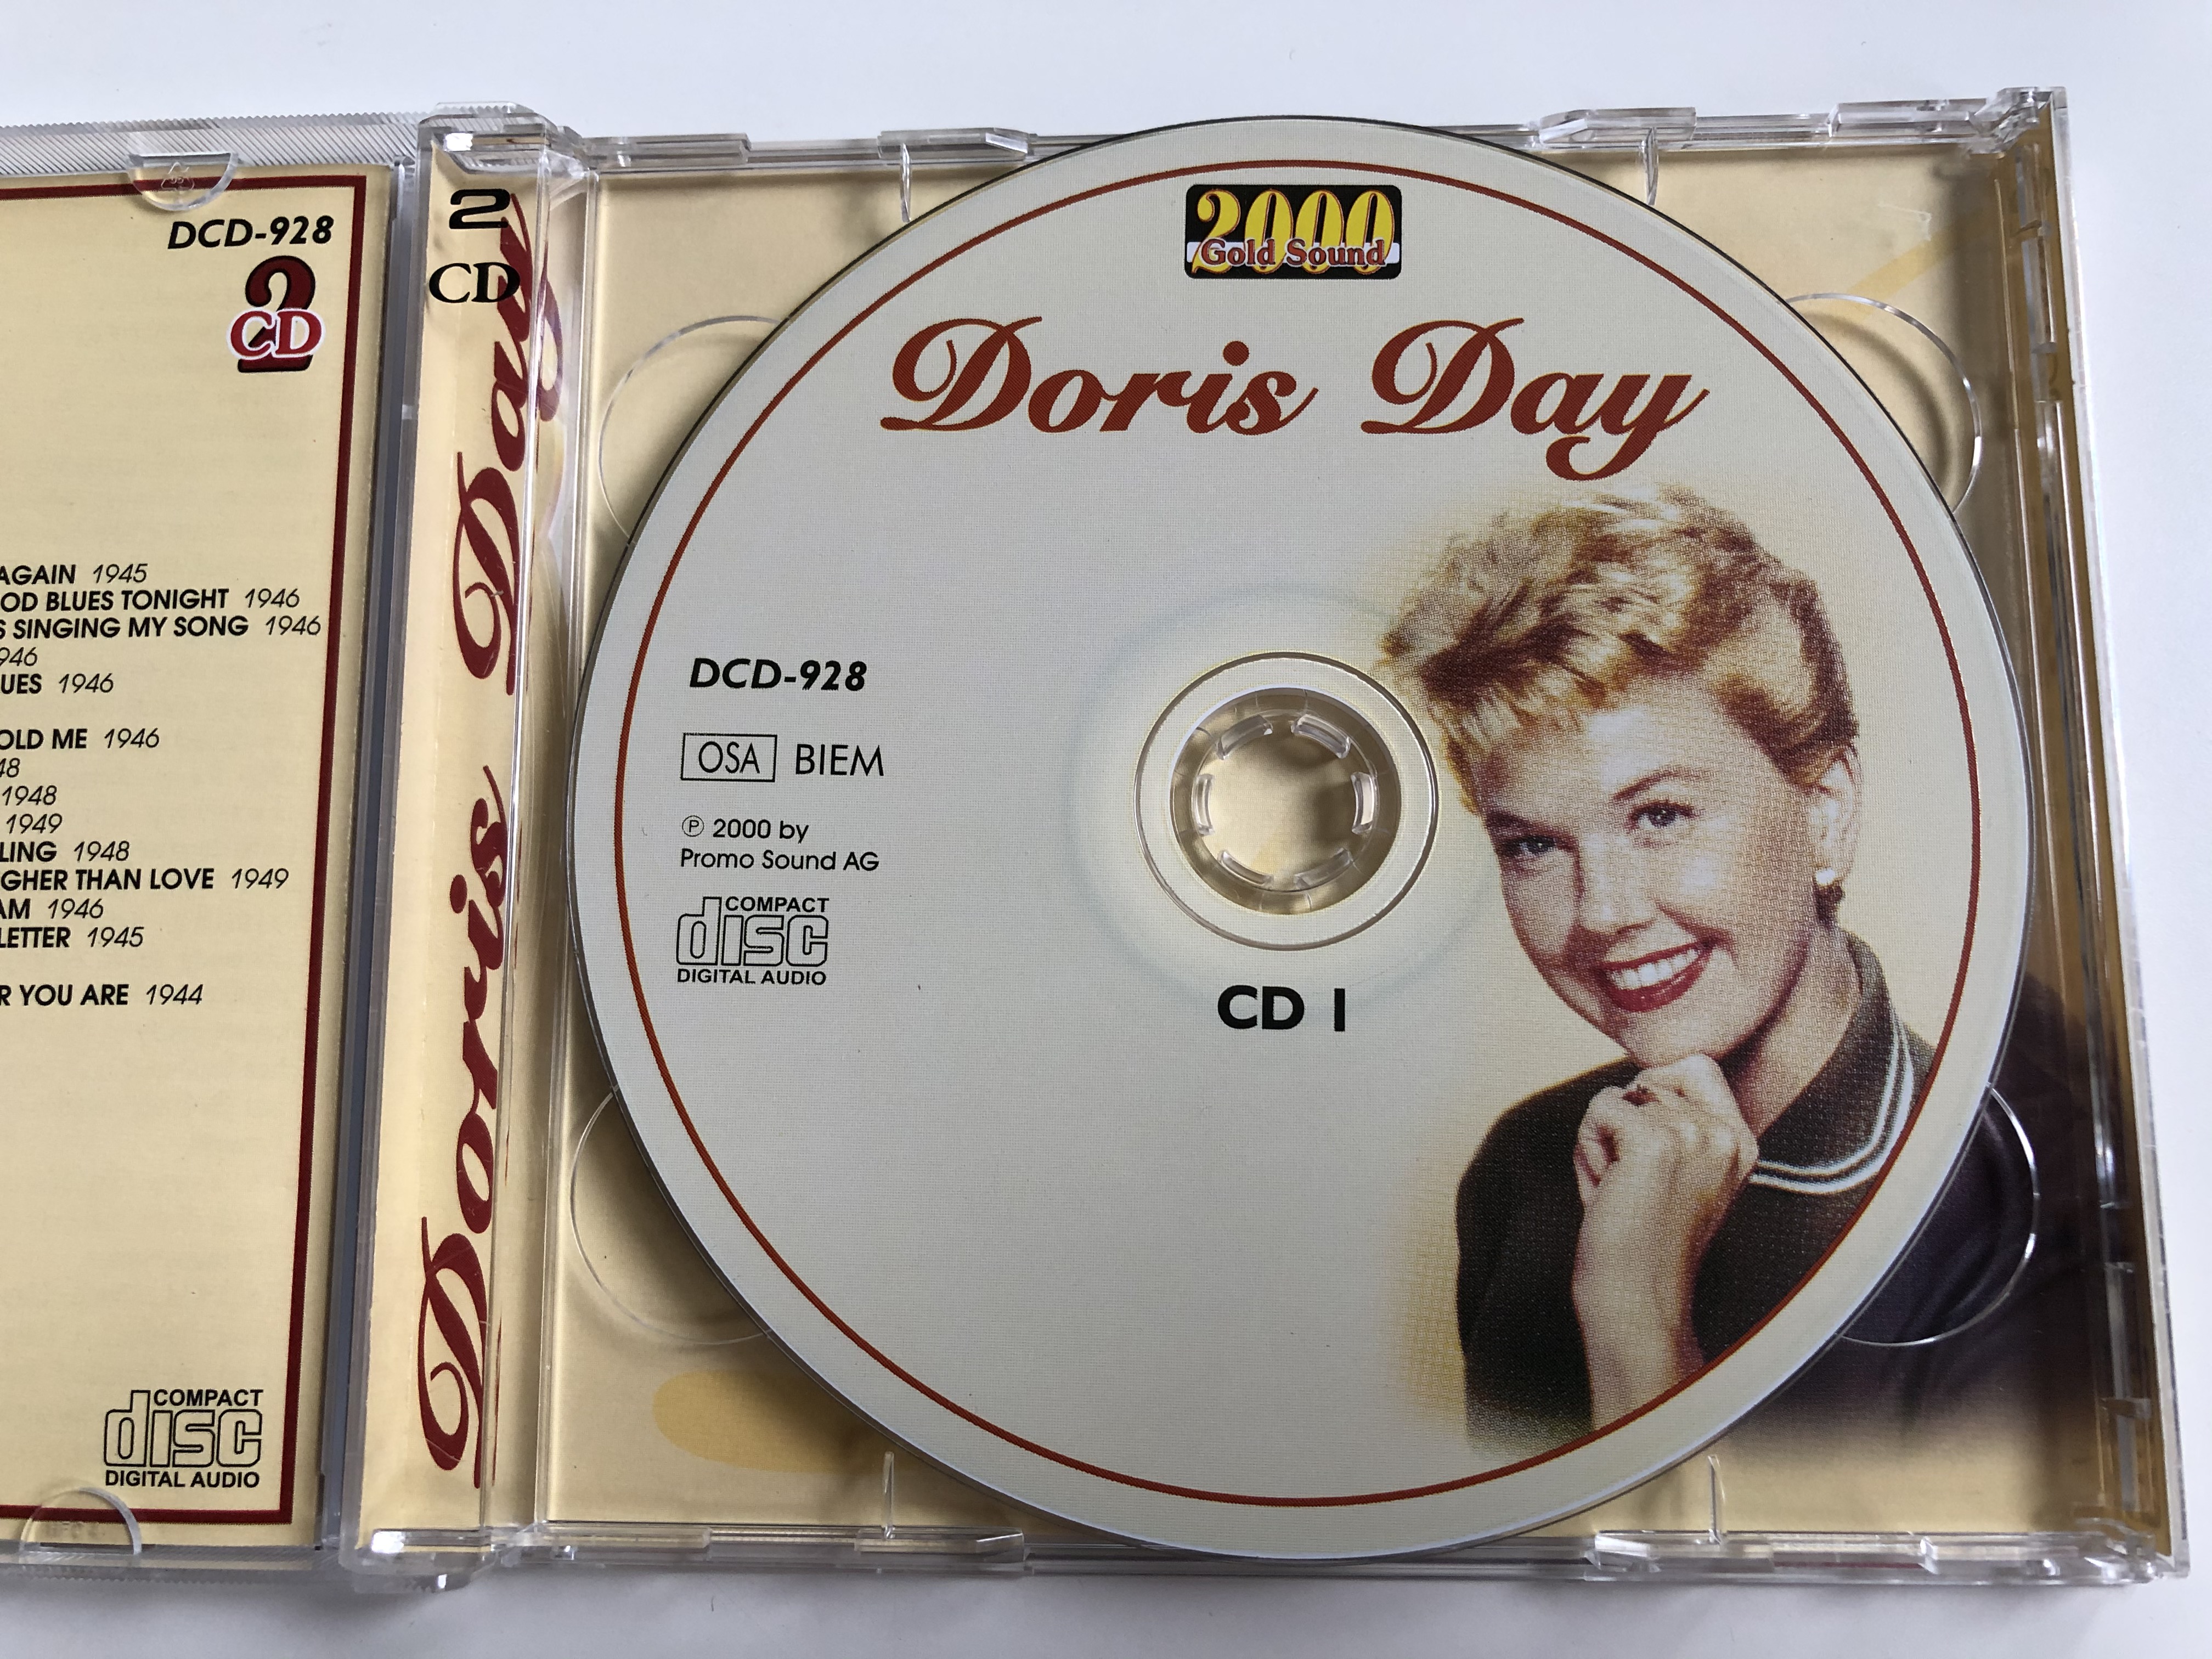 DCD-928
2
CD
AGAIN 1945
OD BLUES TONIGHT 1946
S SINGING MY SONG 1946
946
UES 1946
OLD ME 1946
48
1948
1949
LING 1948
GHER THAN LOVE 1949
AM 1946
LETTER 1945
R YOU ARE 1944
COMPACT
disc
DIGITAL AUDIO
2
CD
Doris Day
2000
Gold Sound
Doris Day
DCD-928
OSA BIEM
℗ 2000 by
Promo Sound AG
COMPACT
disc
DIGITAL AUDIO
CD 1